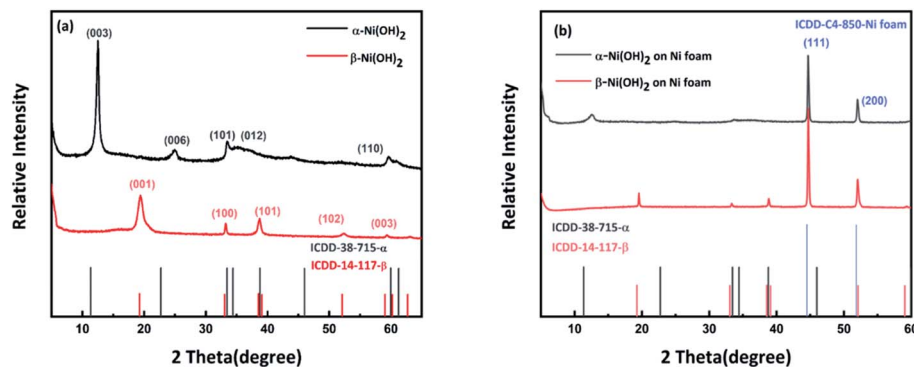 (a)
α-Ni(OH)2
β-Ni(OH)2
(003)
(006)
(101)
(012)
(110)
(001)
(100)
(101)
(102)
(003)
ICDD-38-715-α
ICDD-14-117-β
Relative Intensity
10 20 30 40 50 60
2 Theta(degree)
(b)
ICDD-C4-850-Ni foam
(111)
α-Ni(OH)2 on Ni foam
β-Ni(OH)2 on Ni foam
(200)
ICDD-38-715-α
ICDD-14-117-β
Relative Intensity
10 20 30 40 50 60
2 Theta(degree)